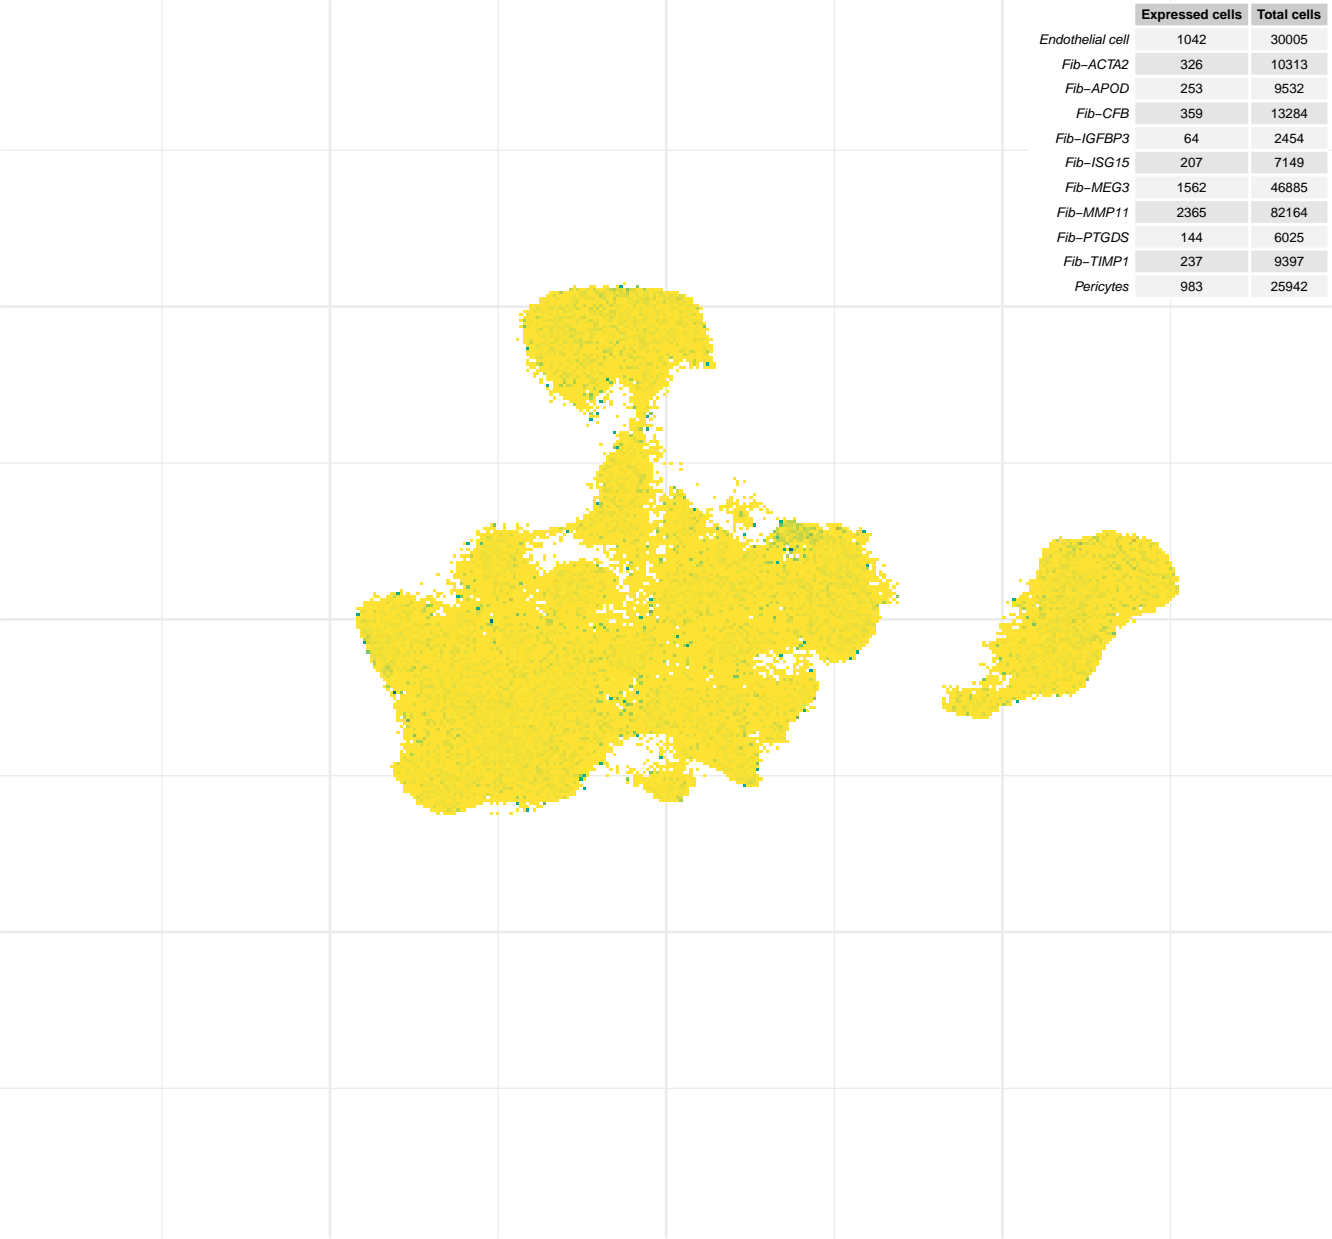 Expressed cells Total cells
Endothelial cell 1042 30005
Fib−ACTA2 326 10313
Fib−APOD 253 9532
Fib−CFB 359 13284
Fib−IGFBP3 64 2454
Fib−ISG15 207 7149
Fib−MEG3 1562 46885
Fib−MMP11 2365 82164
Fib−PTGDS 144 6025
Fib−TIMP1 237 9397
Pericytes 983 25942